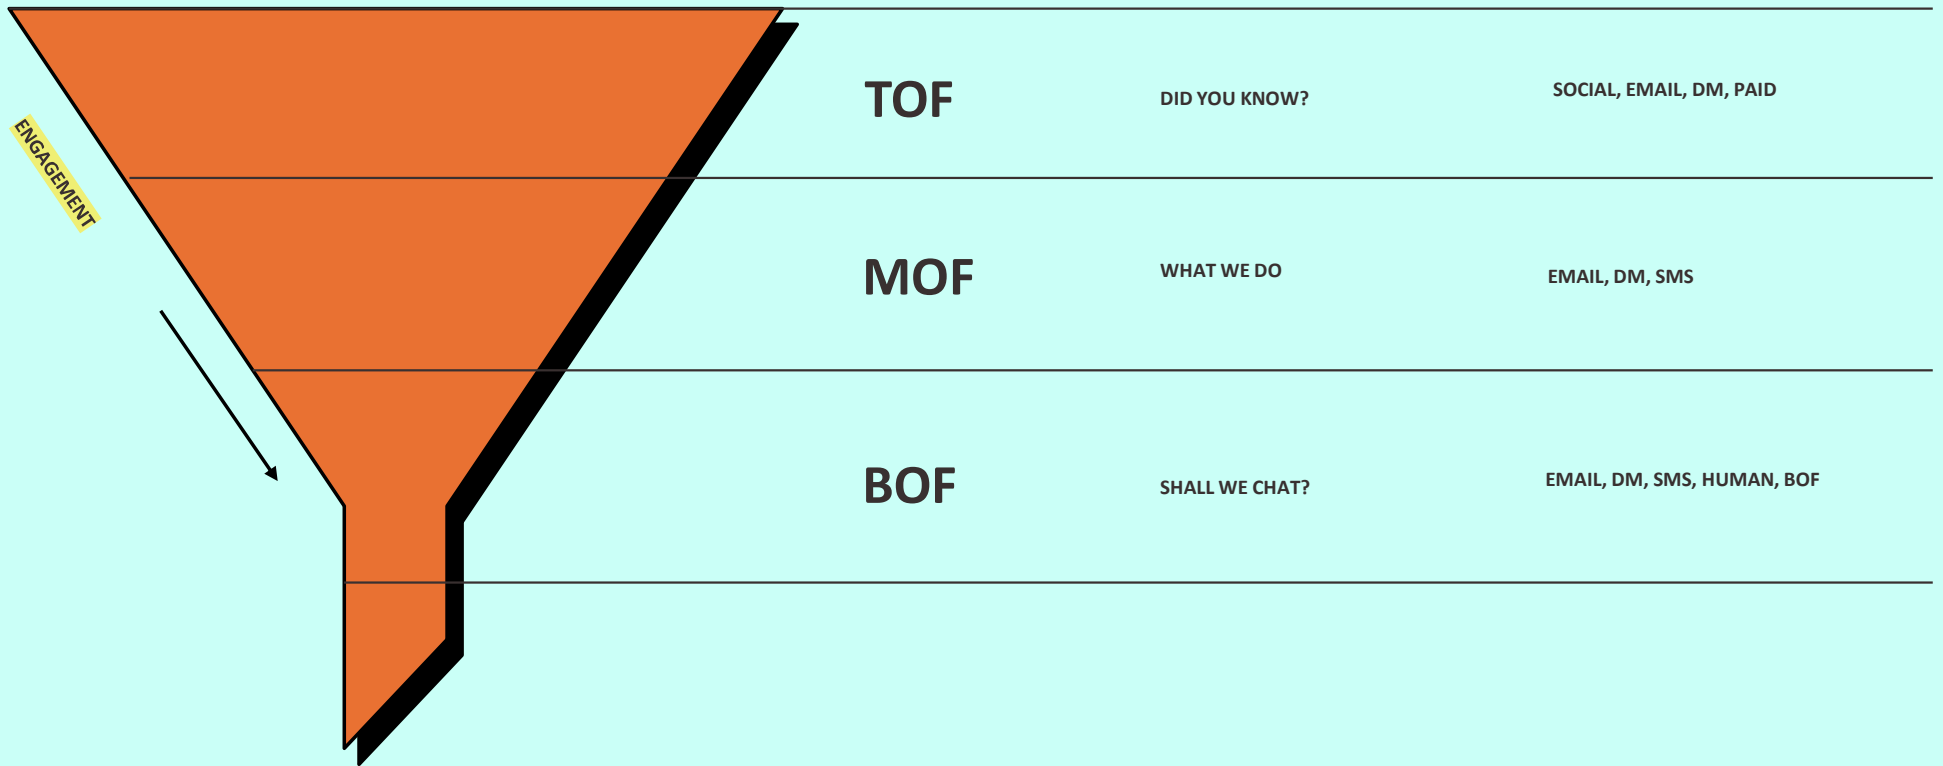 ENGAGEMENT
TOF
DID YOU KNOW?
SOCIAL, EMAIL, DM, PAID
MOF
WHAT WE DO
EMAIL, DM, SMS
BOF
SHALL WE CHAT?
EMAIL, DM, SMS, HUMAN, BOF